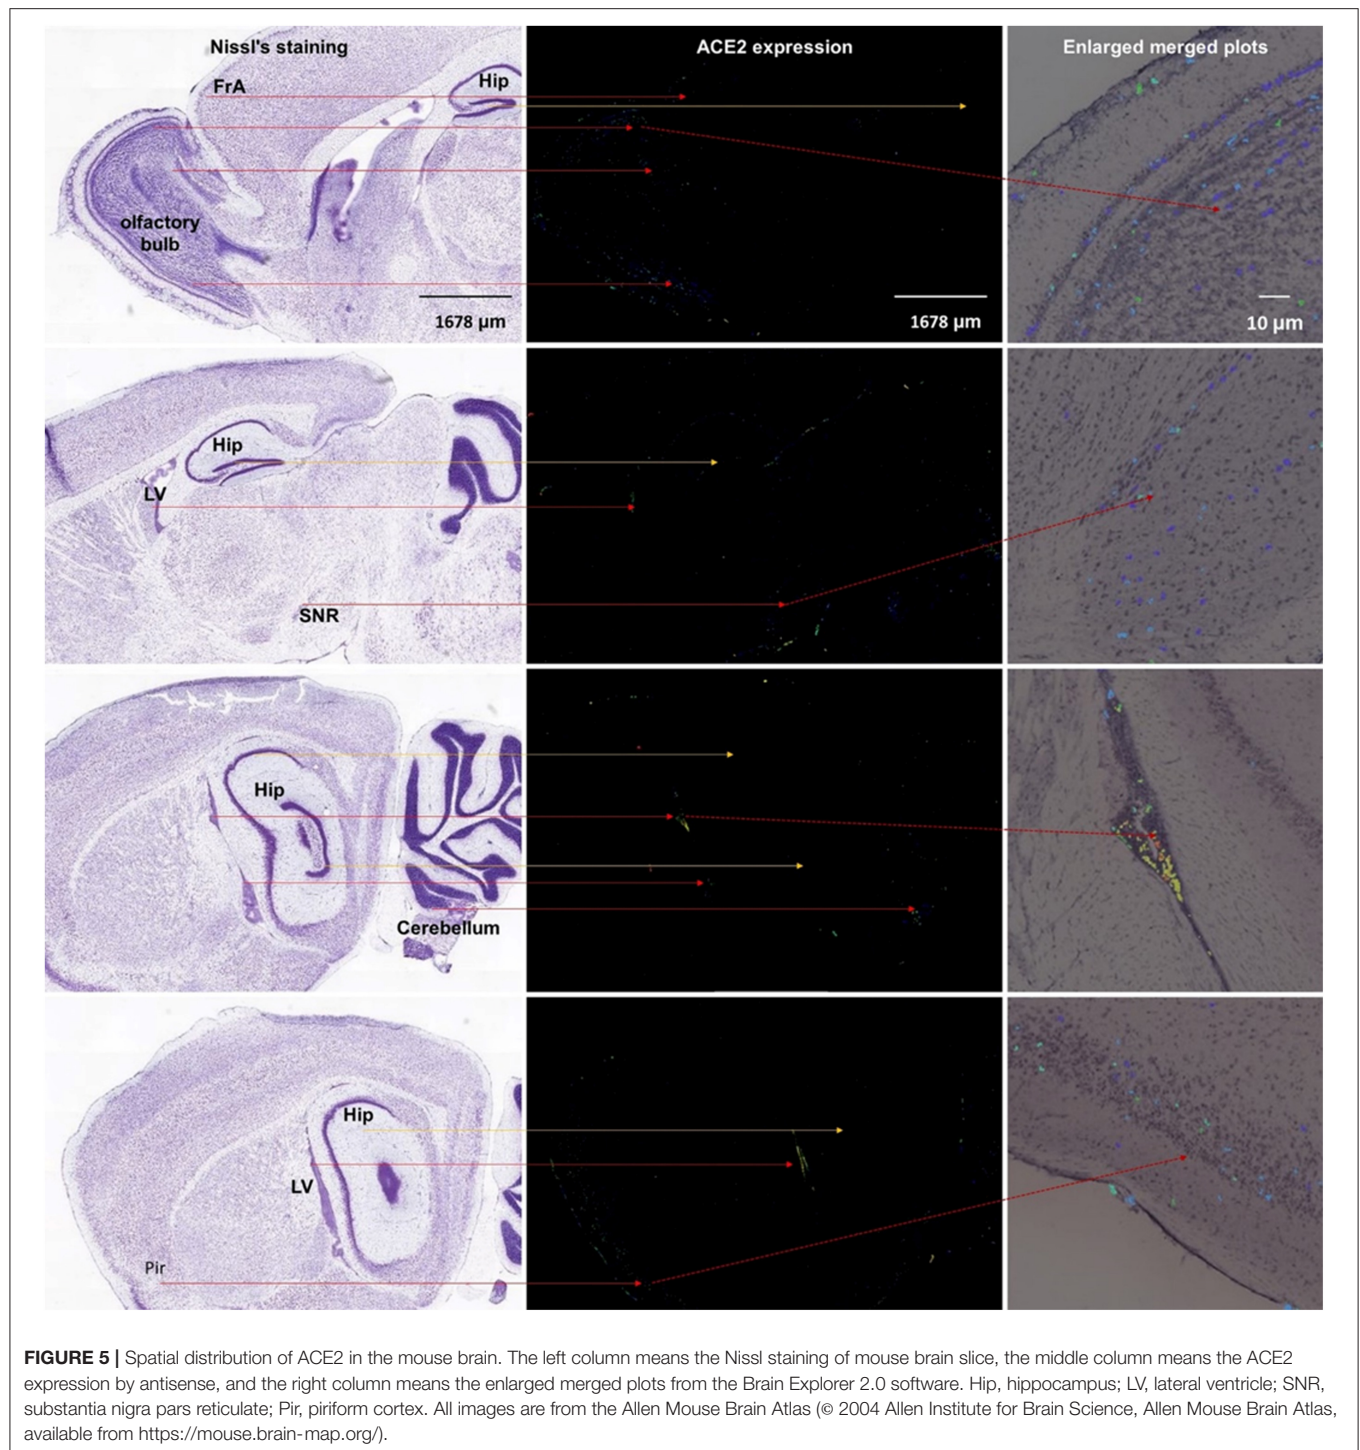 Nissl's staining
ACE2 expression
Enlarged merged plots
FrA
Hip
olfactory
bulb
1678 µm
1678 µm
10 µm
Hip
LV
SNR
Hip
Cerebellum
Hip
LV
Pir
FIGURE 5 | Spatial distribution of ACE2 in the mouse brain. The left column means the Nissl staining of mouse brain slice, the middle column means the ACE2
expression by antisense, and the right column means the enlarged merged plots from the Brain Explorer 2.0 software. Hip, hippocampus; LV, lateral ventricle; SNR,
substantia nigra pars reticulate; Pir, piriform cortex. All images are from the Allen Mouse Brain Atlas (© 2004 Allen Institute for Brain Science, Allen Mouse Brain Atlas,
available from https://mouse.brain-map.org/).